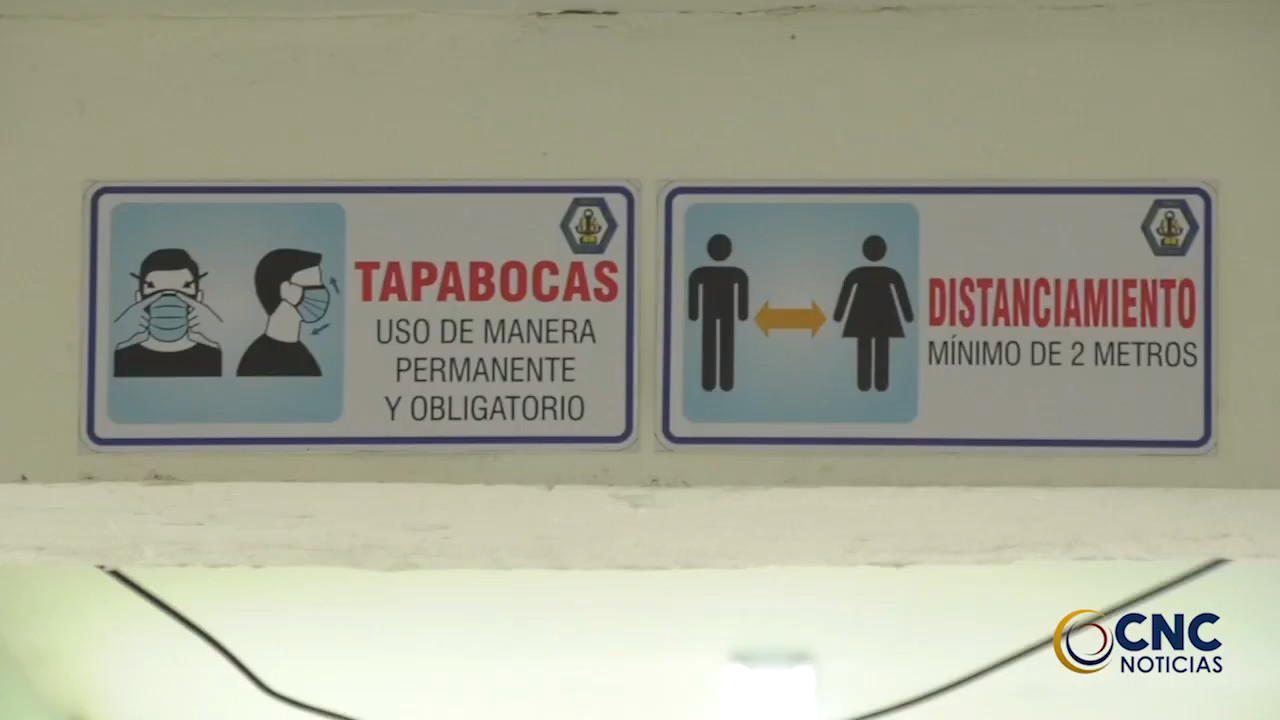 TAPABOCAS
USO DE MANERA
PERMANENTE
Y OBLIGATORIO
DISTANCIAMIENTO
MÍNIMO DE 2 METROS
CNC
NOTICIAS